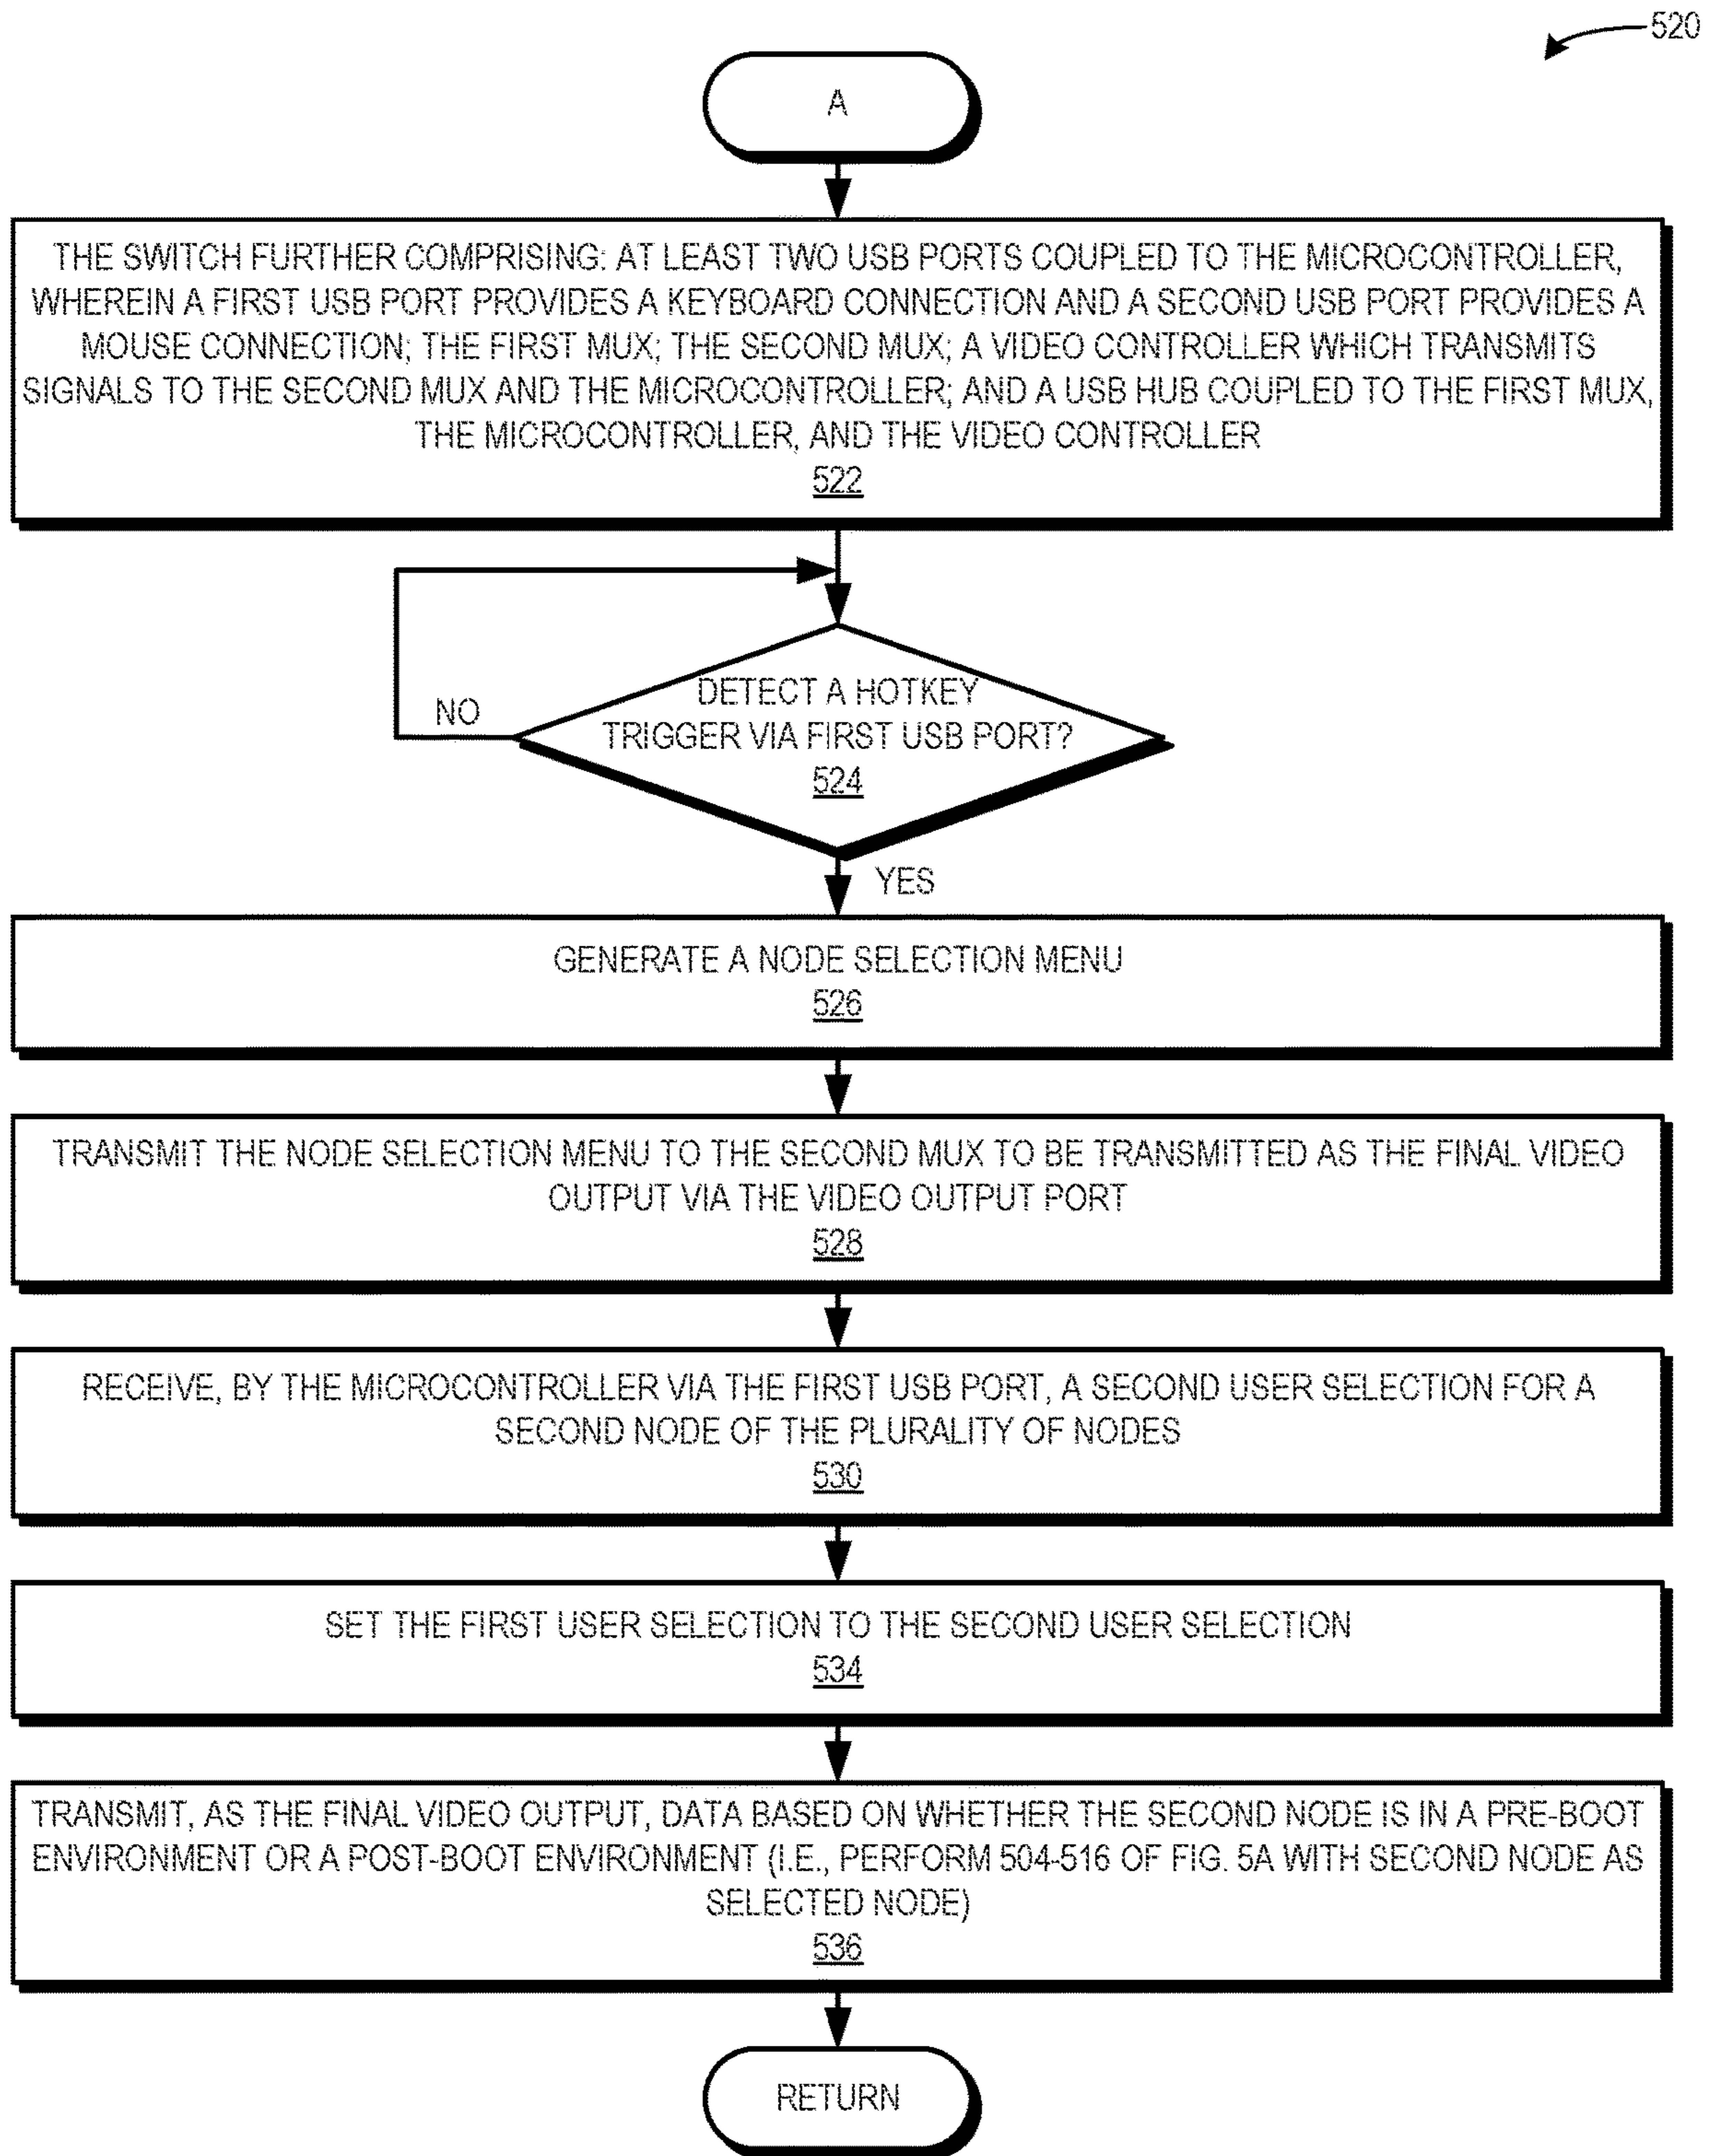 520
A
THE SWITCH FURTHER COMPRISING: AT LEAST TWO USB PORTS COUPLED TO THE MICROCONTROLLER,
WHEREIN A FIRST USB PORT PROVIDES A KEYBOARD CONNECTION AND A SECOND USB PORT PROVIDES A
MOUSE CONNECTION; THE FIRST MUX; THE SECOND MUX; A VIDEO CONTROLLER WHICH TRANSMITS
SIGNALS TO THE SECOND MUX AND THE MICROCONTROLLER; AND A USB HUB COUPLED TO THE FIRST MUX,
THE MICROCONTROLLER, AND THE VIDEO CONTROLLER
522
DETECT A HOTKEY
TRIGGER VIA FIRST USB PORT?
524
NO
YES
GENERATE A NODE SELECTION MENU
526
TRANSMIT THE NODE SELECTION MENU TO THE SECOND MUX TO BE TRANSMITTED AS THE FINAL VIDEO
OUTPUT VIA THE VIDEO OUTPUT PORT
528
RECEIVE, BY THE MICROCONTROLLER VIA THE FIRST USB PORT, A SECOND USER SELECTION FOR A
SECOND NODE OF THE PLURALITY OF NODES
530
SET THE FIRST USER SELECTION TO THE SECOND USER SELECTION
534
TRANSMIT, AS THE FINAL VIDEO OUTPUT, DATA BASED ON WHETHER THE SECOND NODE IS IN A PRE-BOOT
ENVIRONMENT OR A POST-BOOT ENVIRONMENT (I.E., PERFORM 504-516 OF FIG. 5A WITH SECOND NODE AS
SELECTED NODE)
536
RETURN